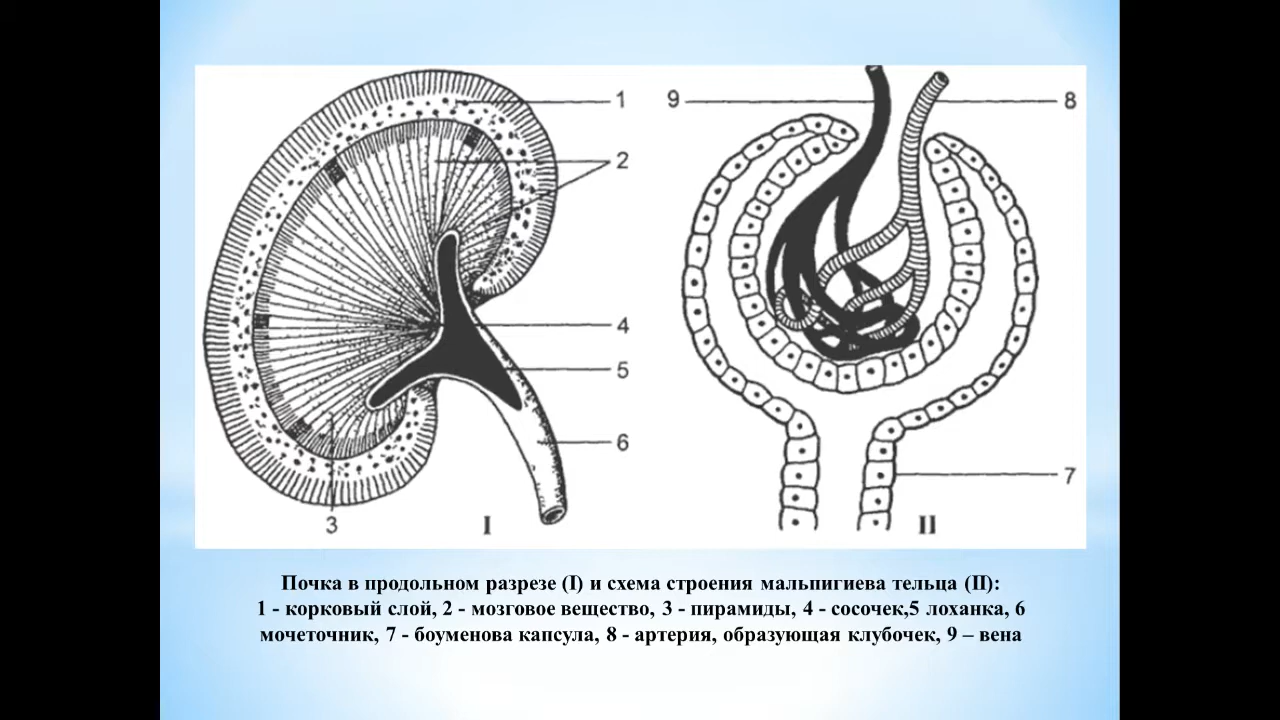 1
2
4
5
6
3
I
9
8
7
II
Почка в продольном разрезе (I) и схема строения мальпигиева тельца (II):
1 - корковый слой, 2 - мозговое вещество, 3 - пирамиды, 4 - сосочек,5 лоханка, 6
мочеточник, 7 - боуменова капсула, 8 - артерия, образующая клубочек, 9 – вена